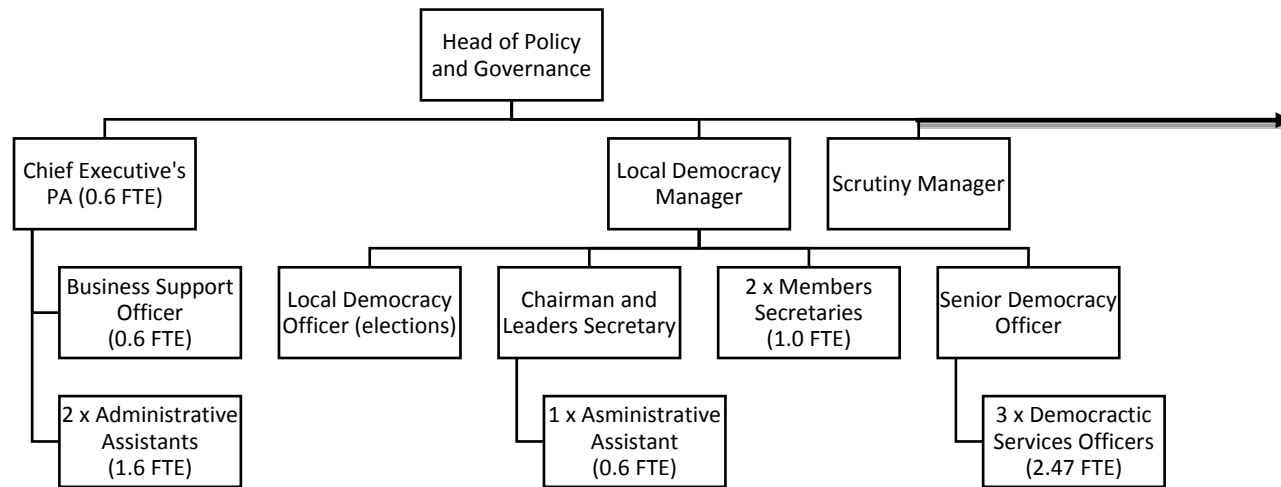 Head of Policy
and Governance
Chief Executive's
PA (0.6 FTE)
Local Democracy
Manager
Scrutiny Manager
Business Support
Officer
(0.6 FTE)
Local Democracy
Officer (elections)
Chairman and
Leaders Secretary
2 x Members
Secretaries
(1.0 FTE)
Senior Democracy
Officer
2 x Administrative
Assistants
(1.6 FTE)
1 x Asministrative
Assistant
(0.6 FTE)
3 x Democractic
Services Officers
(2.47 FTE)